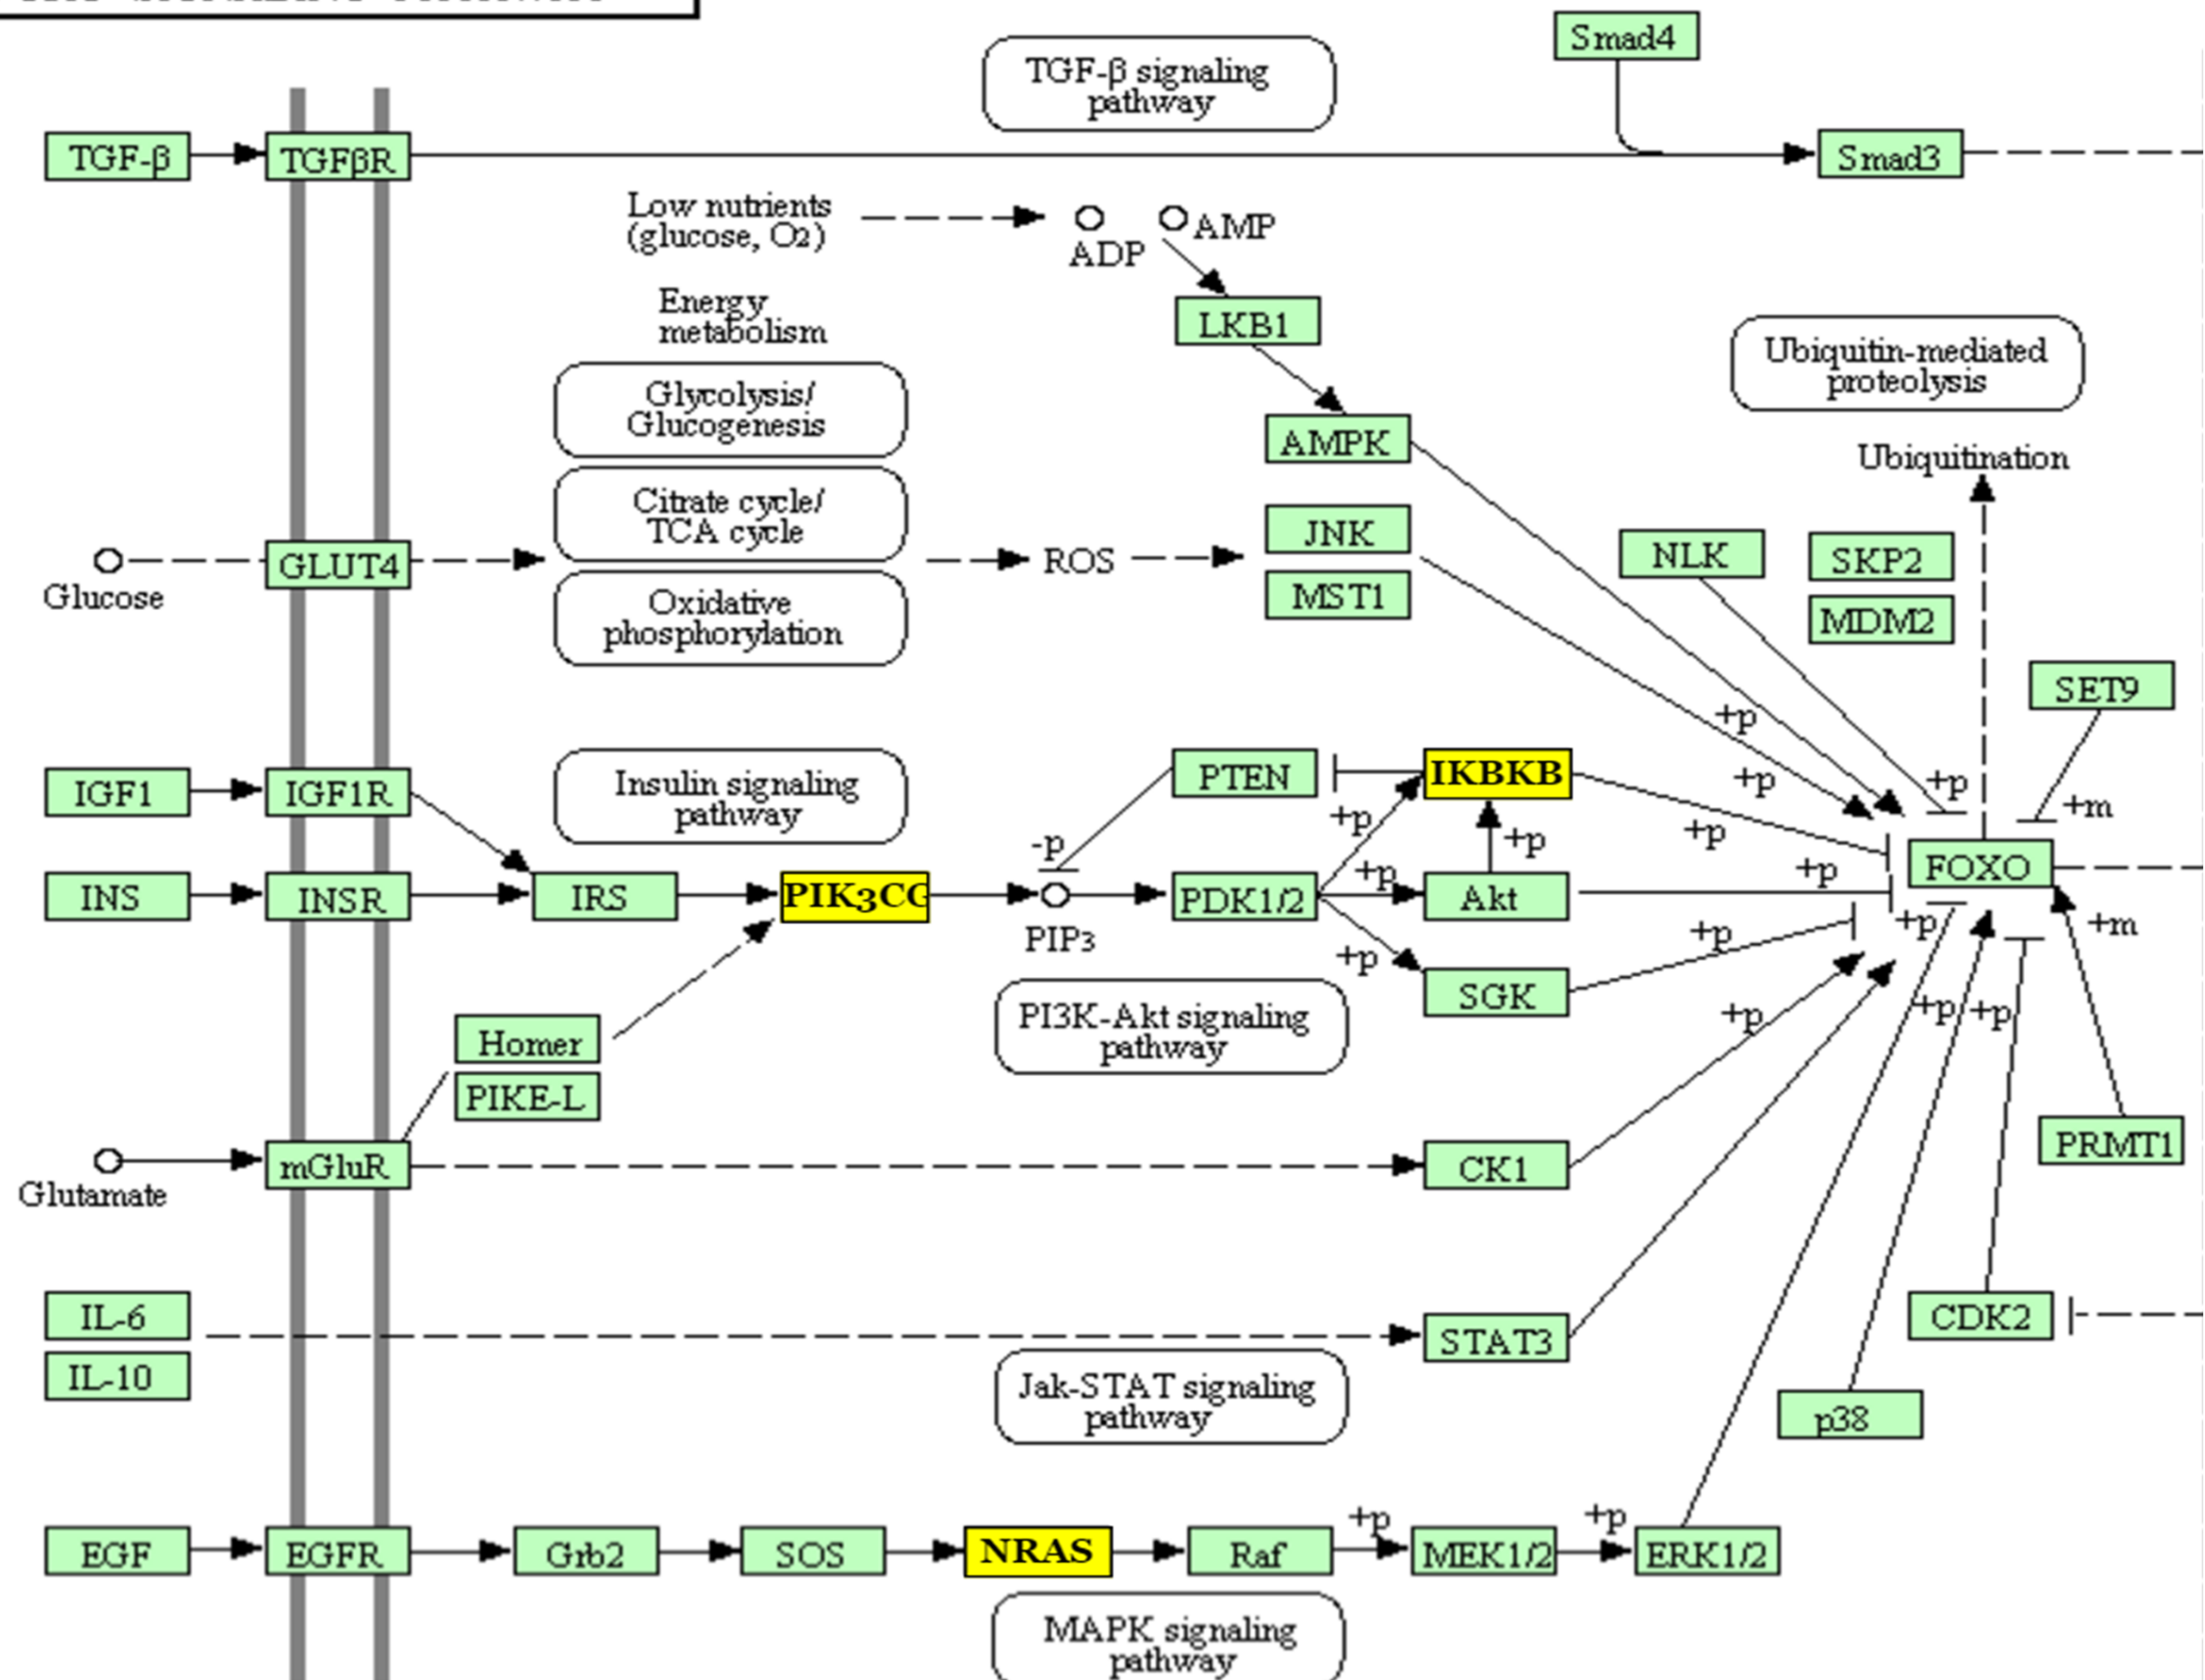 Smad4
TGF-β signaling
pathway
TGF-β
TGFβR
Smad3
Low nutrients
(glucose, O2)
ADP
AMP
Energy
metabolism
LKB1
Glycolysis/
Glucogenesis
Ubiquitin-mediated
proteolysis
AMPK
Ubiquitination
Citrate cycle/
TCA cycle
JNK
NLK
SKP2
Glucose
GLUT4
ROS
MST1
MDM2
Oxidative
phosphorylation
SET9
+p
+p
+p
+m
IGF1
IGF1R
Insulin signaling
pathway
PTEN
IKBKB
+p
+p
+p
-p
+p
+p
FOXO
INS
INSR
IRS
PIK3CG
PIP3
PDK1/2
Akt
+p
+m
+p
+p
SGK
Homer
PIKE-L
PI3K-Akt signaling
pathway
+p
+p
+p
PRMT1
Glutamate
mGluR
CK1
IL-6
IL-10
STAT3
CDK2
Jak-STAT signaling
pathway
p38
EGF
EGFR
Grb2
SOS
NRAS
Raf
+p
MEK1/2
+p
ERK1/2
MAPK signaling
pathway